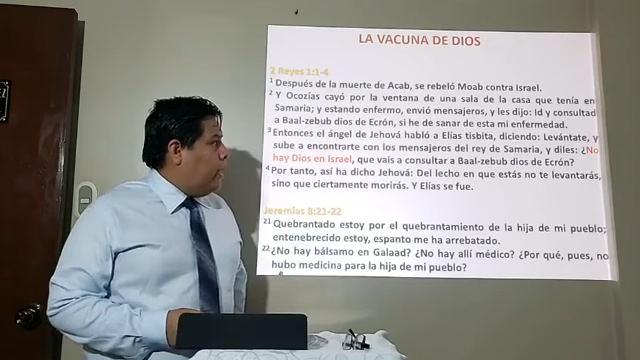 LA VACUNA DE DIOS
2 Reyes 1:1-4
1 Después de la muerte de Acab, se rebeló Moab contra Israel.
2 Y Ocozías cayó por la ventana de una sala de la casa que tenía en
Samaria; y estando enfermo, envió mensajeros, y les dijo: Id y consultad
a Baal-zebub dios de Ecrón, si he de sanar de esta mi enfermedad.
3 Entonces el ángel de Jehová habló a Elías tisbita, diciendo: Levántate, y
sube a encontrarte con los mensajeros del rey de Samaria, y diles: ¿No
hay Dios en Israel, que vais a consultar a Baal-zebub dios de Ecrón?
4 Por tanto, así ha dicho Jehová: Del lecho en que estás no te levantarás,
sino que ciertamente morirás. Y Elías se fue.
Jeremías 8:21-22
21 Quebrantado estoy por el quebrantamiento de la hija de mi pueblo;
entenebrecido estoy, espanto me ha arrebatado.
22 ¿No hay bálsamo en Galaad? ¿No hay allí médico? ¿Por qué, pues, no
hubo medicina para la hija de mi pueblo?